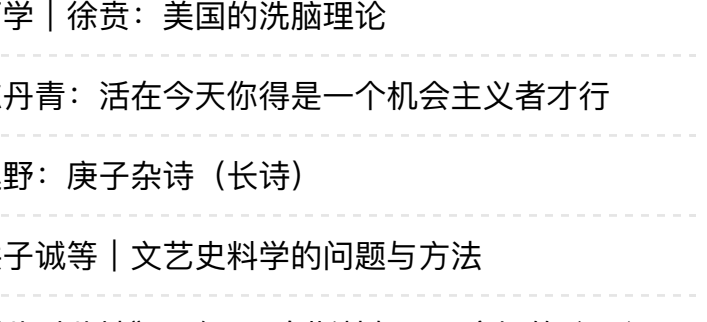 学｜徐贲：美国的洗脑理论
丹青：活在今天你得是一个机会主义者才行
野：庚子杂诗（长诗）
子诚等｜文艺史料学的问题与方法